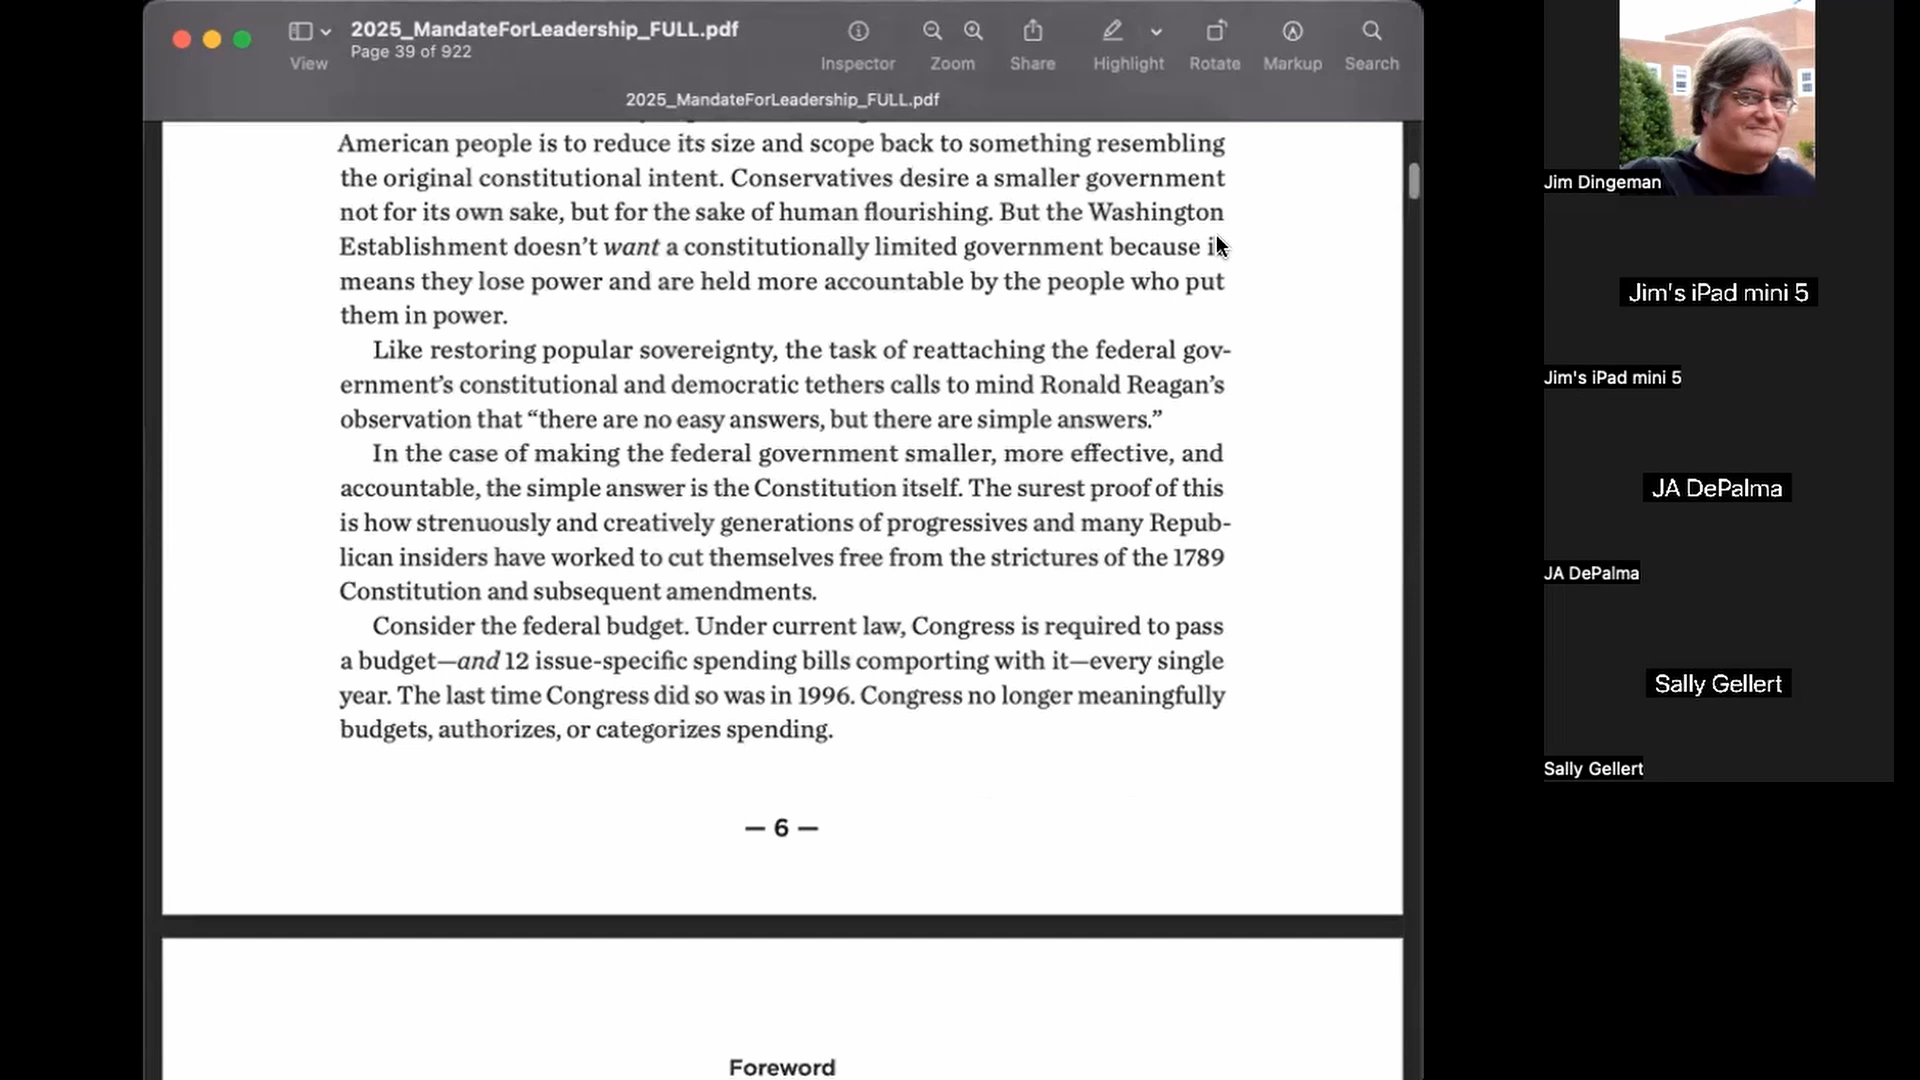 2025_MandateForLeadership_FULL.pdf
Page 39 of 922
View
Inspector
Zoom
Share
Highlight
Rotate
Markup
Search
2025_MandateForLeadership_FULL.pdf
American people is to reduce its size and scope back to something resembling
the original constitutional intent. Conservatives desire a smaller government
not for its own sake, but for the sake of human flourishing. But the Washington
Establishment doesn’t want a constitutionally limited government because
means they lose power and are held more accountable by the people who put
them in power.
Like restoring popular sovereignty, the task of reattaching the federal gov-
ernment’s constitutional and democratic tethers calls to mind Ronald Reagan’s
observation that “there are no easy answers, but there are simple answers.”
In the case of making the federal government smaller, more effective, and
accountable, the simple answer is the Constitution itself. The surest proof of this
is how strenuously and creatively generations of progressives and many Repub-
lican insiders have worked to cut themselves free from the strictures of the 1789
Constitution and subsequent amendments.
Consider the federal budget. Under current law, Congress is required to pass
a budget—and 12 issue-specific spending bills comporting with it—every single
year. The last time Congress did so was in 1996. Congress no longer meaningfully
budgets, authorizes, or categorizes spending.
— 6 —
Foreword
Jim Dingeman
Jim's iPad mini 5
Jim's iPad mini 5
JA DePalma
JA DePalma
Sally Gellert
Sally Gellert